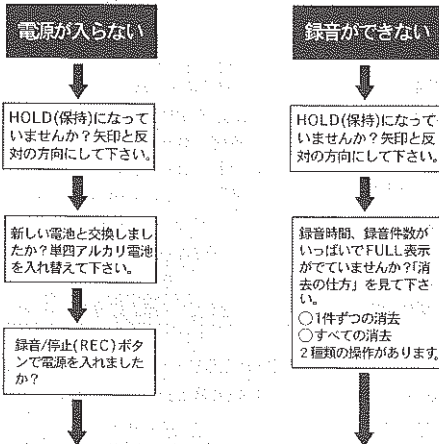 電源が入らない
HOLD(保持)になって
いませんか？矢印と反
対の方向にして下さい。
新しい電池と交換しまし
たか？単四アルカリ電池
を入れ替えて下さい。
録音/停止(REC)ボタ
ンで電源を入れました
か？
録音ができない
HOLD(保持)になって
いませんか？矢印と反
対の方向にして下さい。
録音時間、録音件数が
いっぱいでFULL表示
がでていませんか？「消
去の仕方」を見て下さ
い。
○1件ずつの消去
○すべての消去
2種類の操作があります。